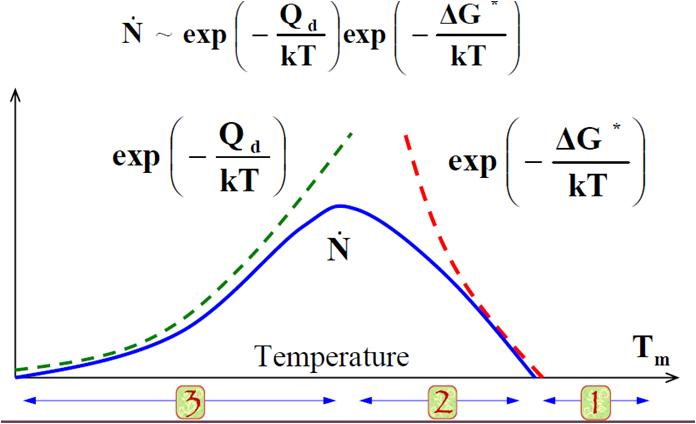 Ṅ ~ exp(− Q_d/kT) exp(− ΔG*/kT)
exp(− Q_d/kT)
exp(− ΔG*/kT)
Ṅ
Temperature
T_m
3
2
1